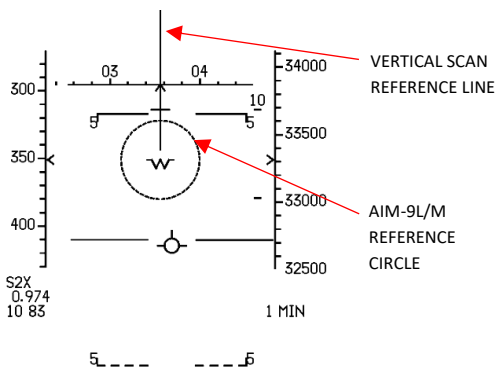 VERTICAL SCAN
REFERENCE LINE
03 04
34000
300
10
5 5
33500
350
AIM-9L/M
REFERENCE
CIRCLE
33000
400
32500
S2X
0.974
10 83
1 MIN
5 5